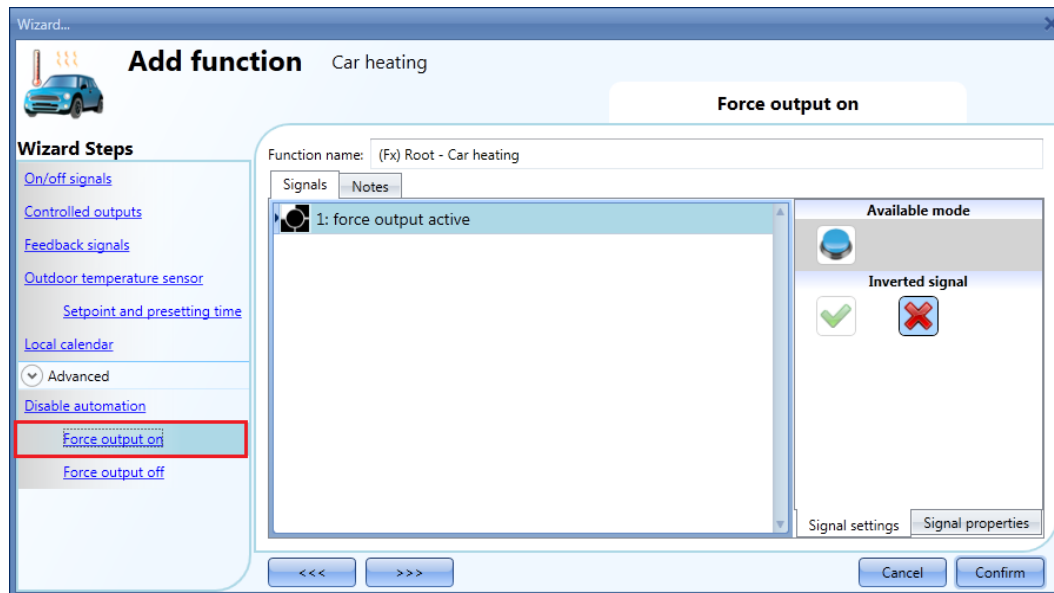 Wizard...
Add function Car heating
Force output on
Wizard Steps
On/off signals
Controlled outputs
Feedback signals
Outdoor temperature sensor
Setpoint and presetting time
Local calendar
Advanced
Disable automation
Force output on
Force output off
Function name: (Fx) Root - Car heating
Signals Notes
1: force output active
Available mode
Inverted signal
Signal settings Signal properties
<<< >>> Cancel Confirm